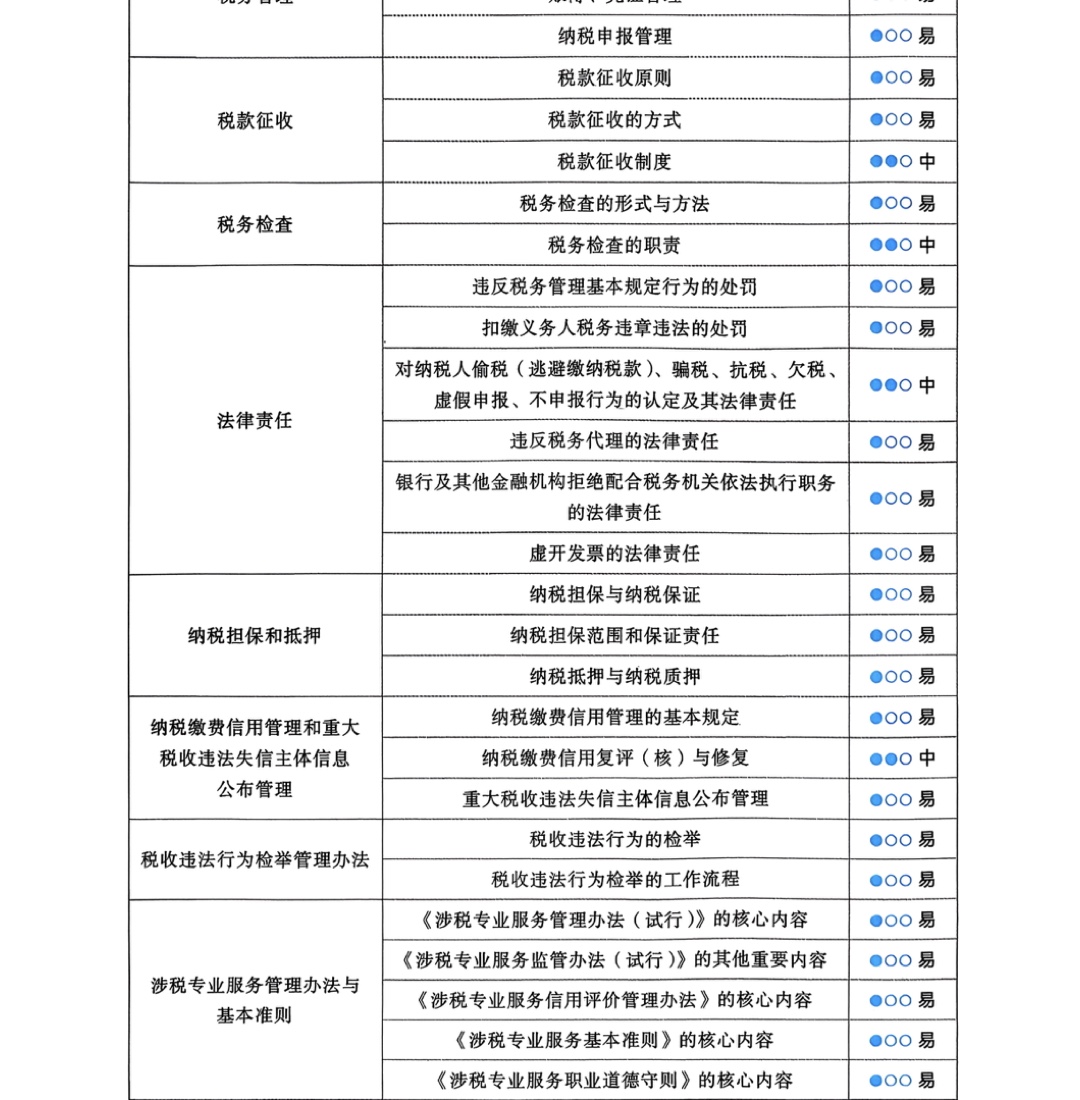 纳税申报管理 ●○○ 易
税款征收
税款征收原则 ●○○ 易
税款征收的方式 ●○○ 易
税款征收制度 ●●○ 中
税务检查
税务检查的形式与方法 ●○○ 易
税务检查的职责 ●●○ 中
法律责任
违反税务管理基本规定行为的处罚 ●○○ 易
扣缴义务人税务违章违法的处罚 ●○○ 易
对纳税人偷税（逃避缴纳税款）、骗税、抗税、欠税、
虚假申报、不申报行为的认定及其法律责任 ●●○ 中
违反税务代理的法律责任 ●○○ 易
银行及其他金融机构拒绝配合税务机关依法执行职务
的法律责任 ●○○ 易
虚开发票的法律责任 ●○○ 易
纳税担保和抵押
纳税担保与纳税保证 ●○○ 易
纳税担保范围和保证责任 ●○○ 易
纳税抵押与纳税质押 ●○○ 易
纳税缴费信用管理和重大
税收违法失信主体信息
公布管理
纳税缴费信用管理的基本规定 ●○○ 易
纳税缴费信用复评（核）与修复 ●●○ 中
重大税收违法失信主体信息公布管理 ●○○ 易
税收违法行为检举管理办法
税收违法行为的检举 ●○○ 易
税收违法行为检举的工作流程 ●○○ 易
涉税专业服务管理办法与
基本准则
《涉税专业服务管理办法（试行）》的核心内容 ●○○ 易
《涉税专业服务监管办法（试行）》的其他重要内容 ●○○ 易
《涉税专业服务信用评价管理办法》的核心内容 ●○○ 易
《涉税专业服务基本准则》的核心内容 ●○○ 易
《涉税专业服务职业道德守则》的核心内容 ●○○ 易